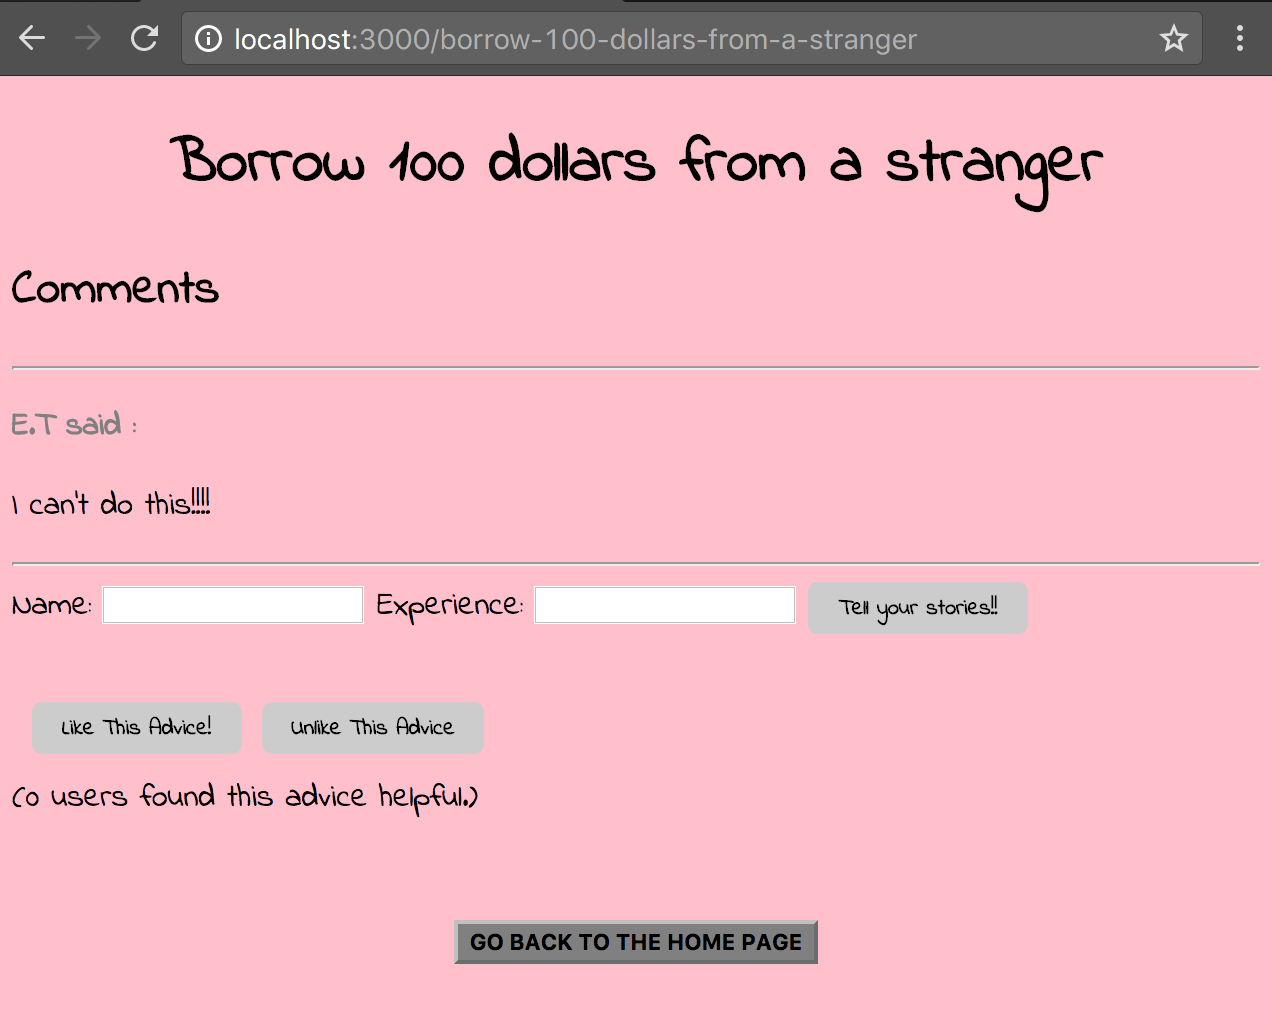 localhost:3000/borrow-100-dollars-from-a-stranger
Borrow 100 dollars from a stranger
Comments
E.T said :
I can't do this!!!!
Name: Experience: Tell your stories!!
Like This Advice! Unlike This Advice
(0 users found this advice helpful.)
GO BACK TO THE HOME PAGE